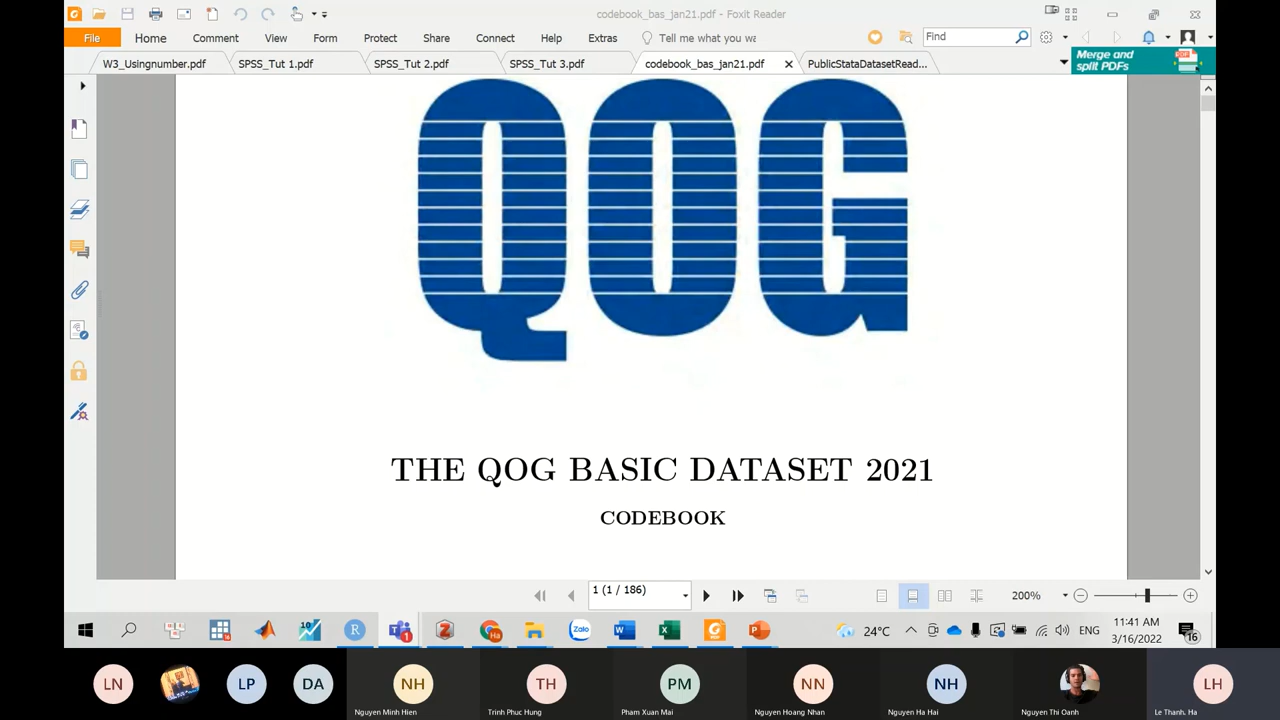 codebook_bas_jan21.pdf - Foxit Reader
File Home Comment View Form Protect Share Connect Help Extras Tell me what you wa Find
W3_Usingnumber.pdf SPSS_Tut 1.pdf SPSS_Tut 2.pdf SPSS_Tut 3.pdf codebook_bas_jan21.pdf PublicStataDatasetRead...
Merge and
split PDFs
QOG
THE QOG BASIC DATASET 2021
CODEBOOK
1 (1 / 186)
200%
Zalo
24°C
ENG
11:41 AM
3/16/2022
16
LN LP DA NH TH PM NN NH LH
Nguyen Minh Hien Trinh Phuc Hung Pham Xuan Mai Nguyen Hoang Nhan Nguyen Ha Hai Nguyen Thi Oanh Le Thanh. Ha